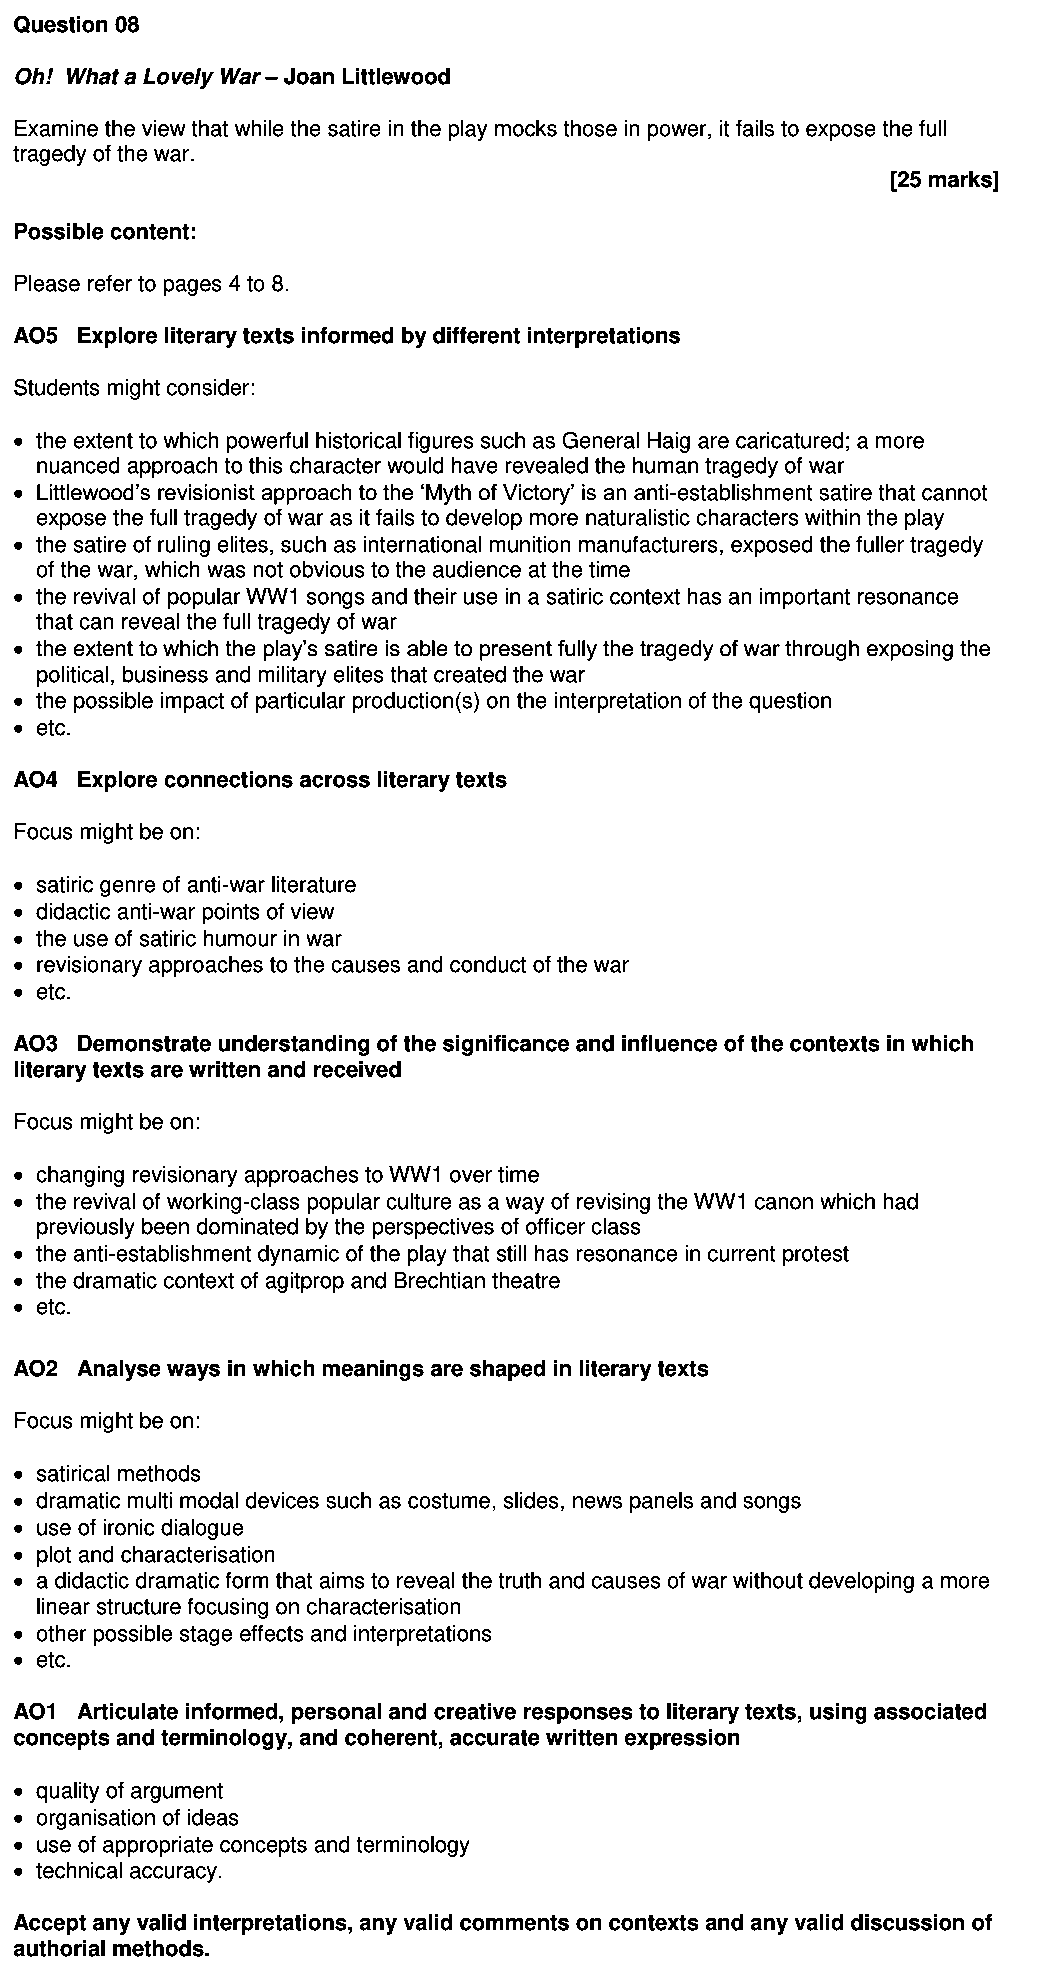 Question 08
Oh! What a Lovely War – Joan Littlewood
Examine the view that while the satire in the play mocks those in power, it fails to expose the full
tragedy of the war.
[25 marks]
Possible content:
Please refer to pages 4 to 8.
AO5 Explore literary texts informed by different interpretations
Students might consider:
• the extent to which powerful historical figures such as General Haig are caricatured; a more
nuanced approach to this character would have revealed the human tragedy of war
• Littlewood's revisionist approach to the 'Myth of Victory' is an anti-establishment satire that cannot
expose the full tragedy of war as it fails to develop more naturalistic characters within the play
• the satire of ruling elites, such as international munition manufacturers, exposed the fuller tragedy
of the war, which was not obvious to the audience at the time
• the revival of popular WW1 songs and their use in a satiric context has an important resonance
that can reveal the full tragedy of war
• the extent to which the play's satire is able to present fully the tragedy of war through exposing the
political, business and military elites that created the war
• the possible impact of particular production(s) on the interpretation of the question
• etc.
AO4 Explore connections across literary texts
Focus might be on:
• satiric genre of anti-war literature
• didactic anti-war points of view
• the use of satiric humour in war
• revisionary approaches to the causes and conduct of the war
• etc.
AO3 Demonstrate understanding of the significance and influence of the contexts in which
literary texts are written and received
Focus might be on:
• changing revisionary approaches to WW1 over time
• the revival of working-class popular culture as a way of revising the WW1 canon which had
previously been dominated by the perspectives of officer class
• the anti-establishment dynamic of the play that still has resonance in current protest
• the dramatic context of agitprop and Brechtian theatre
• etc.
AO2 Analyse ways in which meanings are shaped in literary texts
Focus might be on:
• satirical methods
• dramatic multi modal devices such as costume, slides, news panels and songs
• use of ironic dialogue
• plot and characterisation
• a didactic dramatic form that aims to reveal the truth and causes of war without developing a more
linear structure focusing on characterisation
• other possible stage effects and interpretations
• etc.
AO1 Articulate informed, personal and creative responses to literary texts, using associated
concepts and terminology, and coherent, accurate written expression
• quality of argument
• organisation of ideas
• use of appropriate concepts and terminology
• technical accuracy.
Accept any valid interpretations, any valid comments on contexts and any valid discussion of
authorial methods.